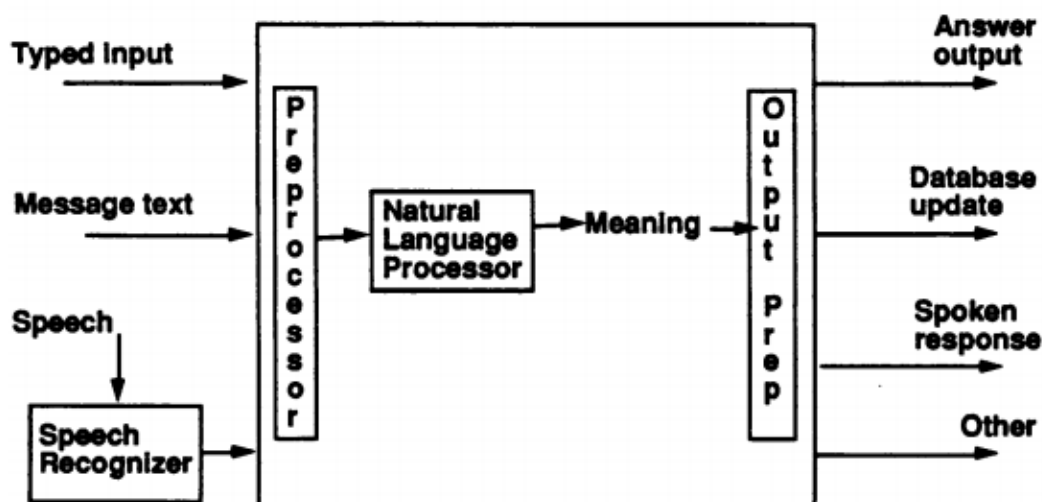 Typed input
Message text
Speech
Speech
Recognizer
Preprocessor
Natural
Language
Processor
Meaning
Output Prep
Answer
output
Database
update
Spoken
response
Other